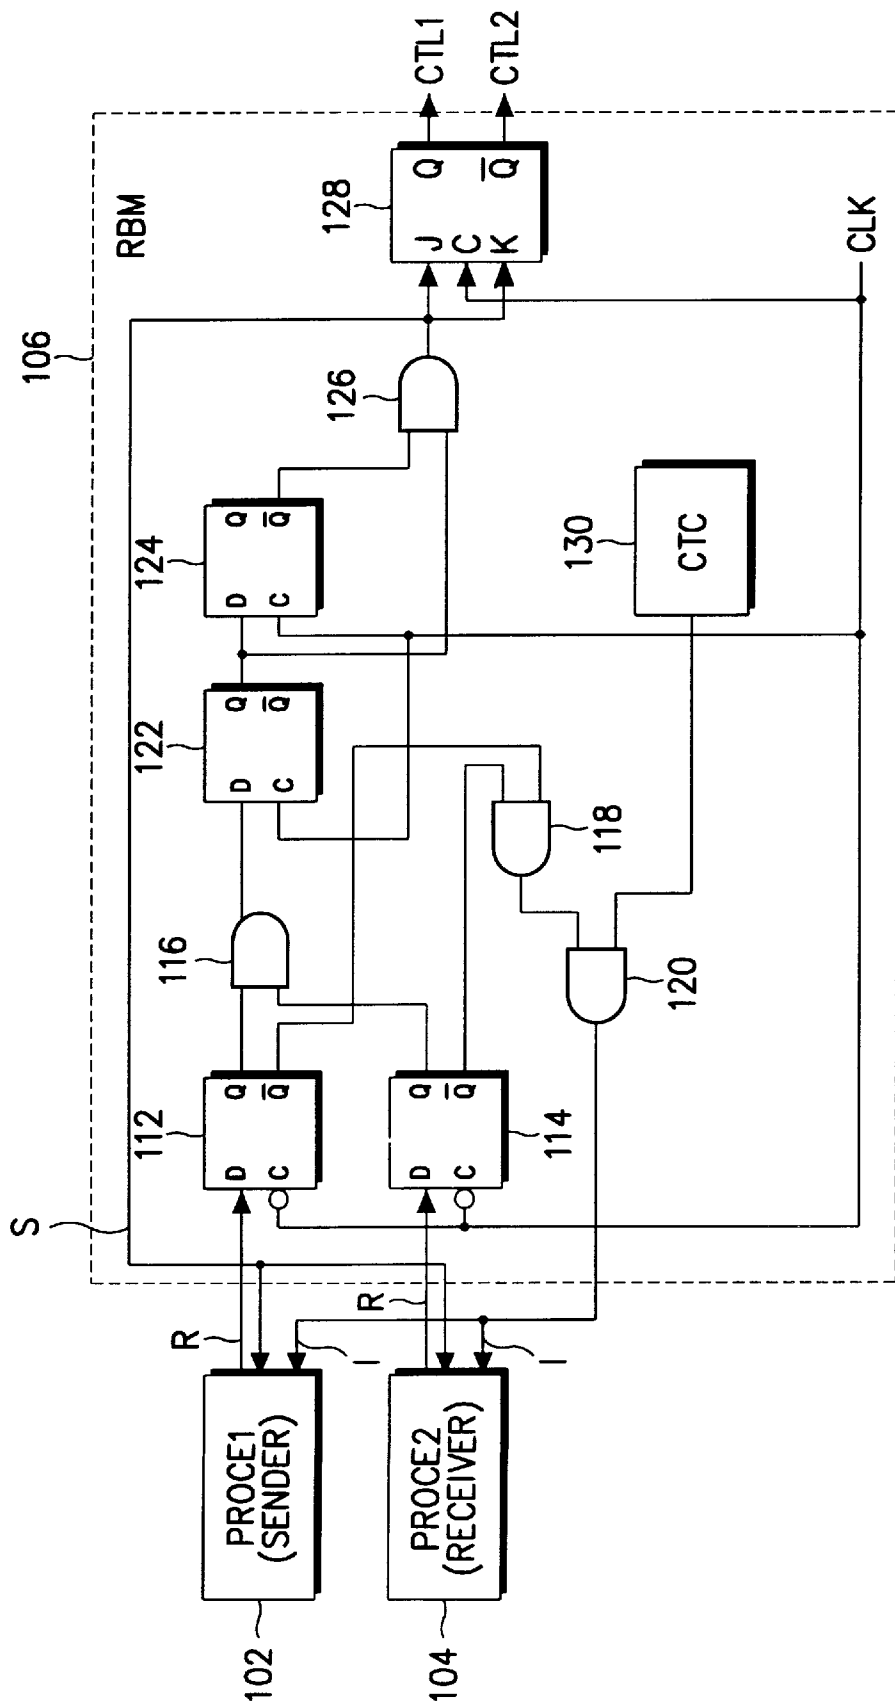 106
RBM
S
R
PROCE1
(SENDER)
102
I
112
D
Q
C
Q̅
116
122
D
Q
C
Q̅
124
D
Q
C
Q̅
126
128
J
C
K
Q
Q̅
CTL1
CTL2
R
PROCE2
(RECEIVER)
104
I
114
D
Q
C
Q̅
118
120
130
CTC
CLK